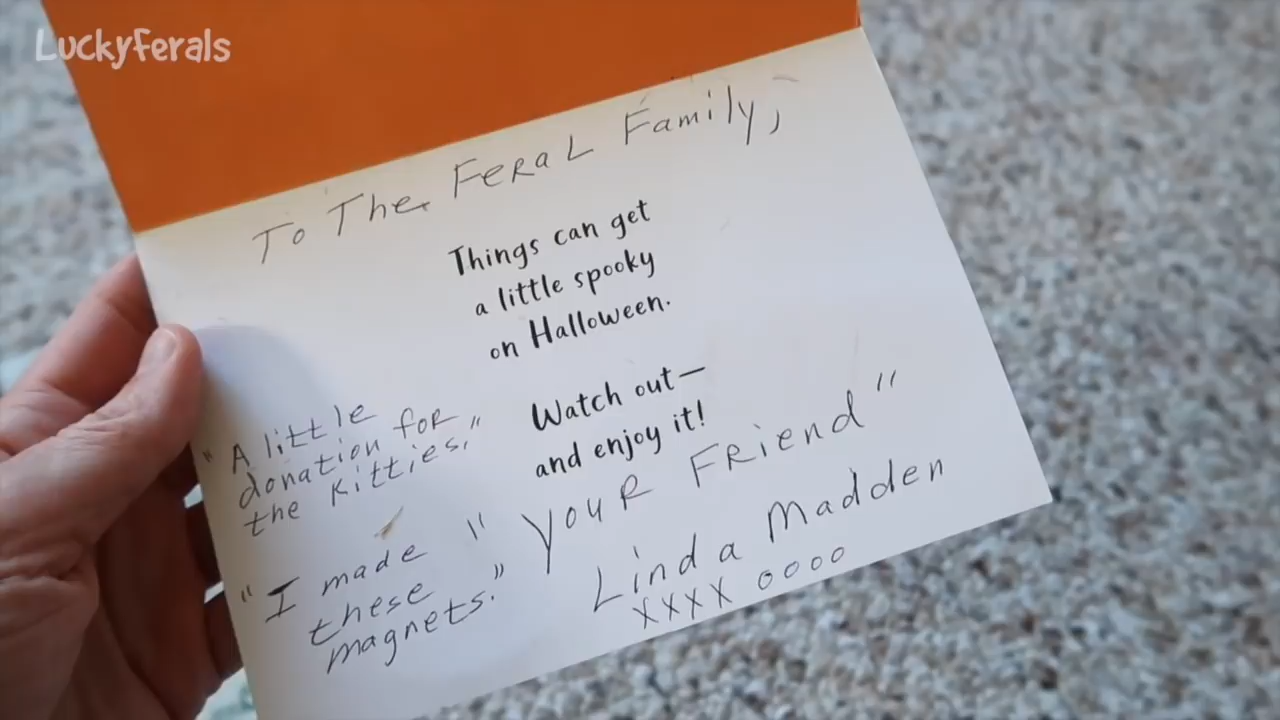 LuckyFerals
To The Feral Family,
Things can get
a little spooky
on Halloween.
Watch out—
and enjoy it!
"A little
donation for
the Kitties."
"I made
these
magnets."
"Your Friend"
Linda Madden
XXXX OOOO